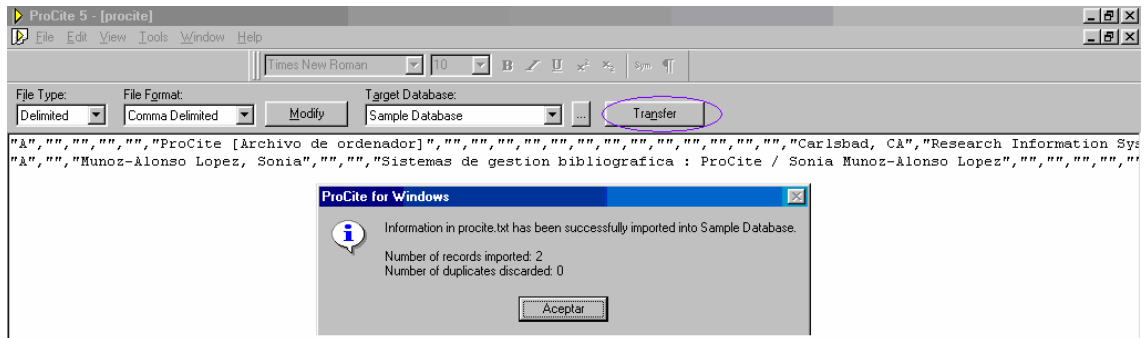 ProCite 5 - [procite]
File Edit View Tools Window Help
Times New Roman 10 B I U x² x₂ Sym ¶
File Type: File Format: Target Database:
Delimited Comma Delimited Modify Sample Database ... Transfer
"A","","","","","ProCite [Archivo de ordenador]","","","","","","","","","","","","","","Carlsbad, CA","Research Information Sys
"A","","Munoz-Alonso Lopez, Sonia","","","Sistemas de gestion bibliografica : ProCite / Sonia Munoz-Alonso Lopez","","","","",""
ProCite for Windows
Information in procite.txt has been successfully imported into Sample Database.
Number of records imported: 2
Number of duplicates discarded: 0
Aceptar